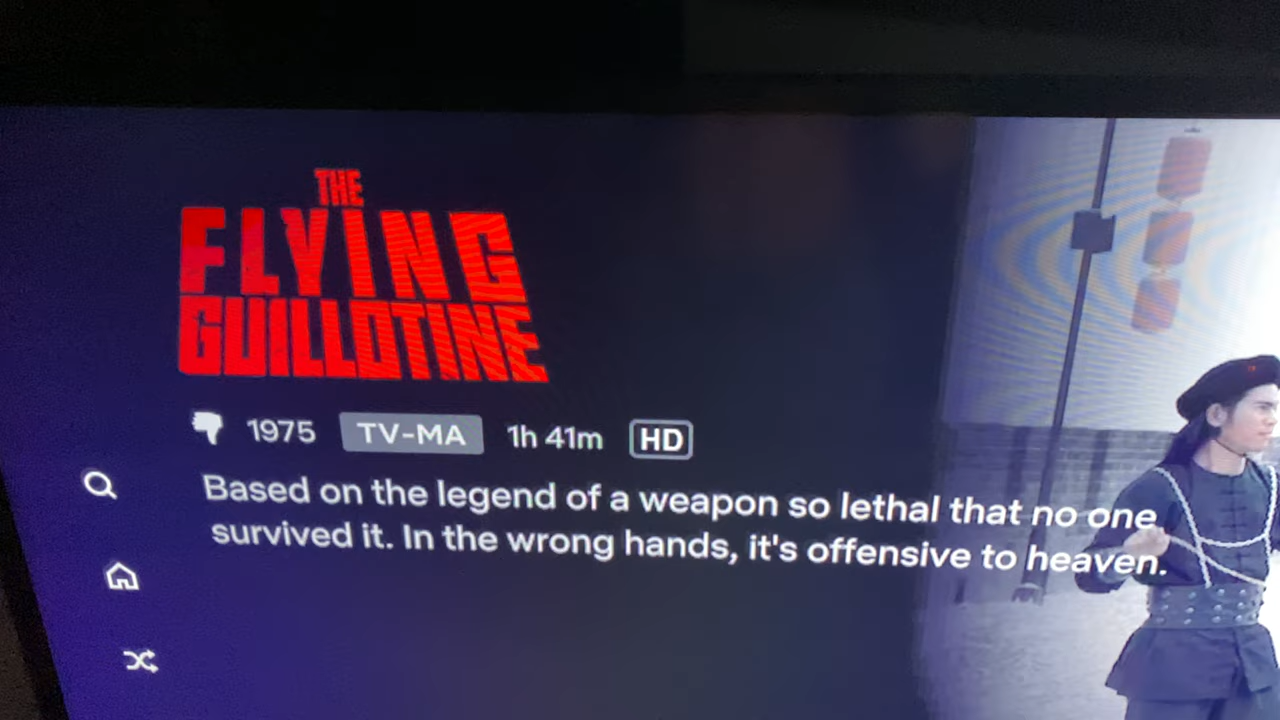 THE
FLYING
GUILLOTINE
1975 TV-MA 1h 41m HD
Based on the legend of a weapon so lethal that no one
survived it. In the wrong hands, it's offensive to heaven.